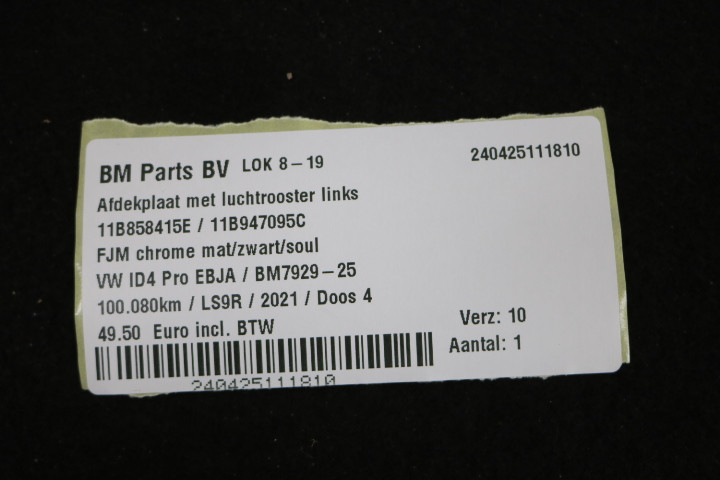 BM Parts BV LOK 8-19 240425111810
Afdekplaat met luchtrooster links
11B858415E / 11B947095C
FJM chrome mat/zwart/soul
VW ID4 Pro EBJA / BM7929-25
100.080km / LS9R / 2021 / Doos 4
49.50 Euro incl. BTW Verz: 10
Aantal: 1
240425111810